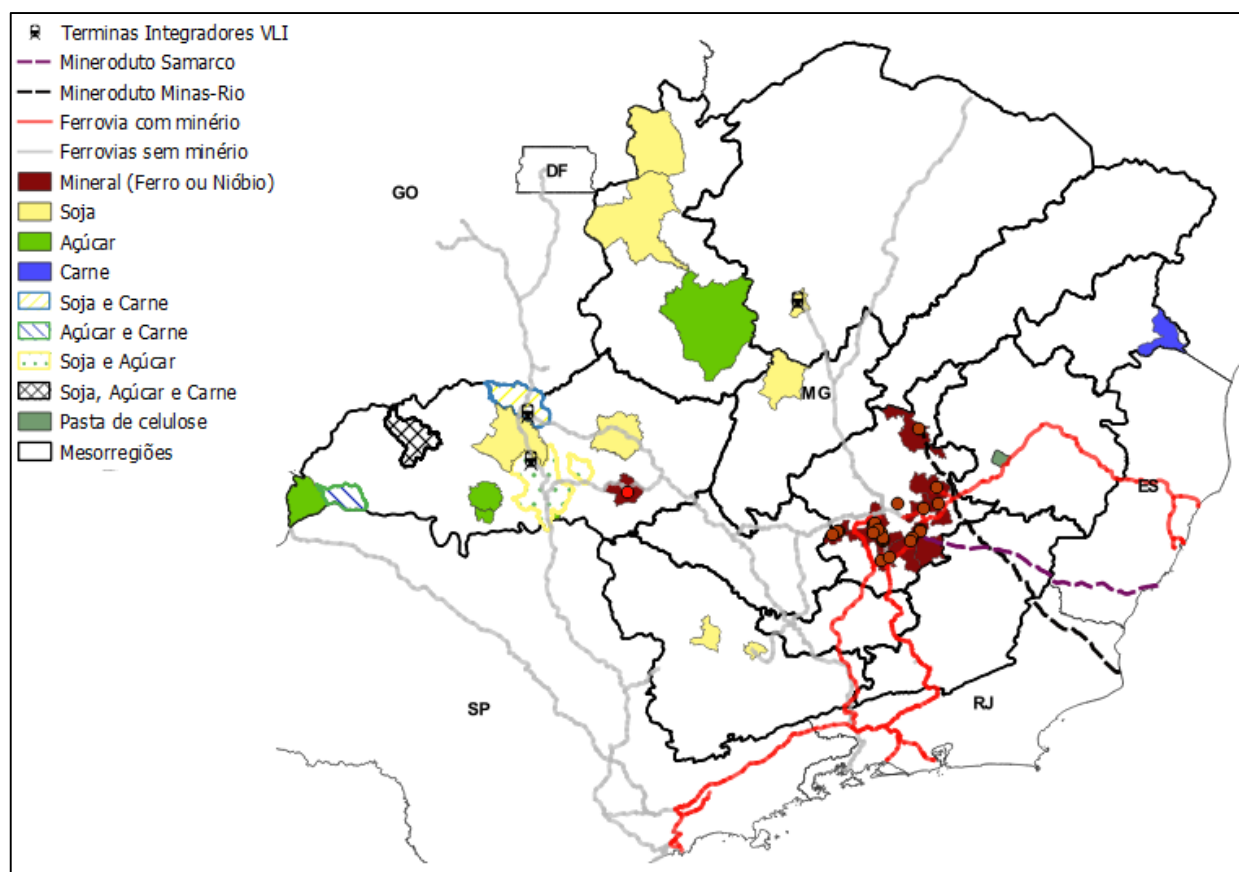 Terminas Integradores VLI
Mineroduto Samarco
Mineroduto Minas-Rio
Ferrovia com minério
Ferrovias sem minério
Mineral (Ferro ou Nióbio)
Soja
Açúcar
Carne
Soja e Carne
Açúcar e Carne
Soja e Açúcar
Soja, Açúcar e Carne
Pasta de celulose
Mesorregiões
DF
GO
MG
ES
SP
RJ